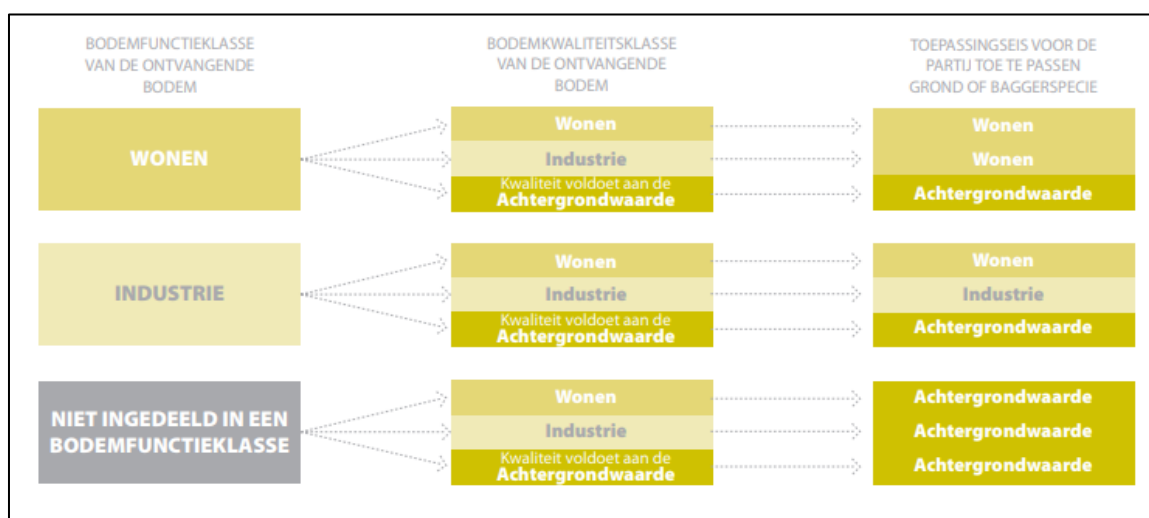 BODEMFUNCTIEKLASSE
VAN DE ONTVANGENDE
BODEM
BODEMKWALITEITSKLASSE
VAN DE ONTVANGENDE
BODEM
TOEPASSINGSEIS VOOR DE
PARTIJ TOE TE PASSEN
GROND OF BAGGERSPECIE
WONEN
Wonen
Industrie
Kwaliteit voldoet aan de
Achtergrondwaarde
Wonen
Wonen
Achtergrondwaarde
INDUSTRIE
Wonen
Industrie
Kwaliteit voldoet aan de
Achtergrondwaarde
Wonen
Industrie
Achtergrondwaarde
NIET INGEDEELD IN EEN
BODEMFUNCTIEKLASSE
Wonen
Industrie
Kwaliteit voldoet aan de
Achtergrondwaarde
Achtergrondwaarde
Achtergrondwaarde
Achtergrondwaarde